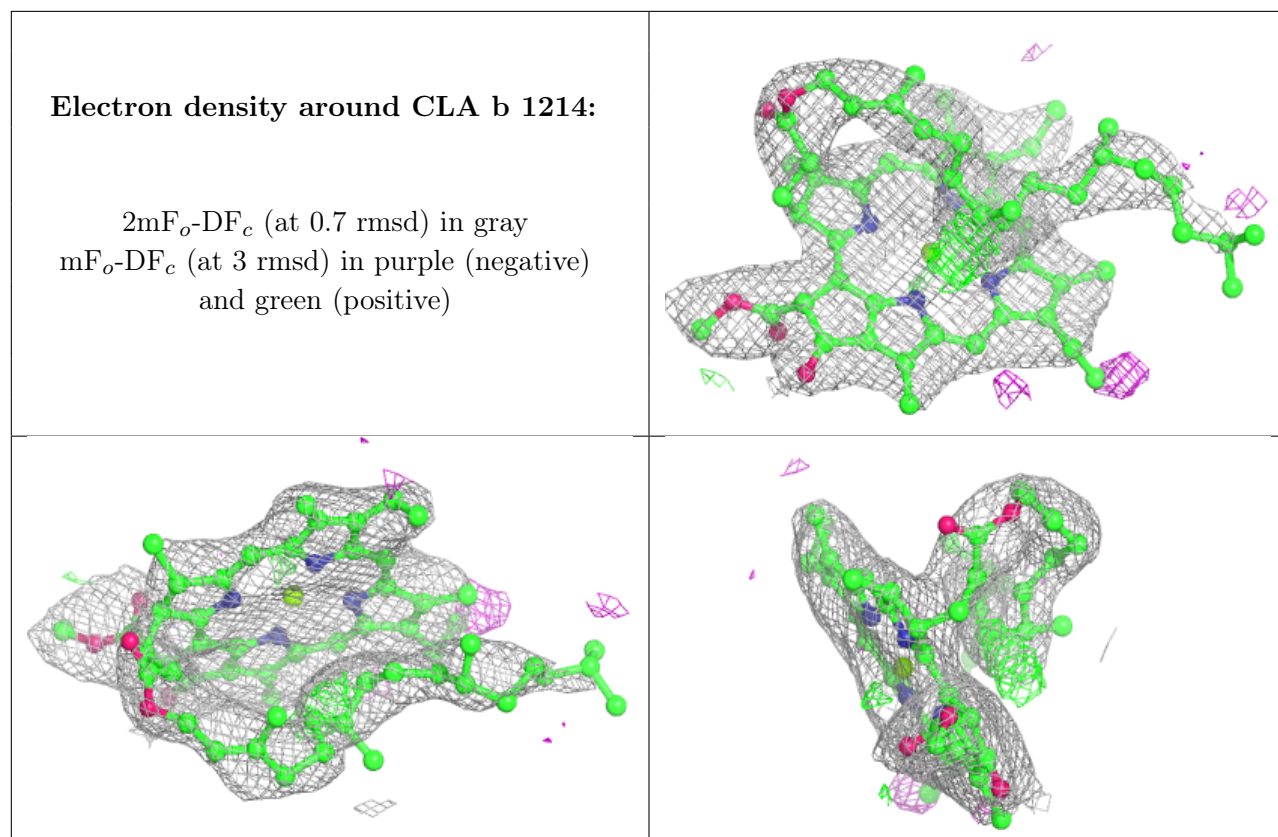 Electron density around CLA b 1214:
2mFo-DFc (at 0.7 rmsd) in gray
mFo-DFc (at 3 rmsd) in purple (negative)
and green (positive)